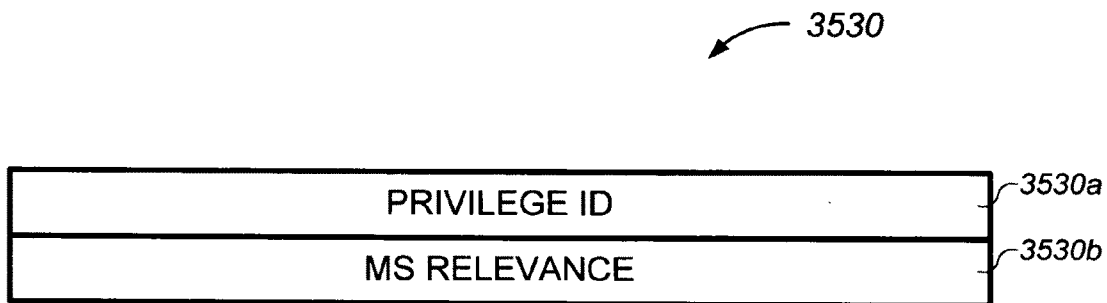 3530
PRIVILEGE ID
3530a
MS RELEVANCE
3530b